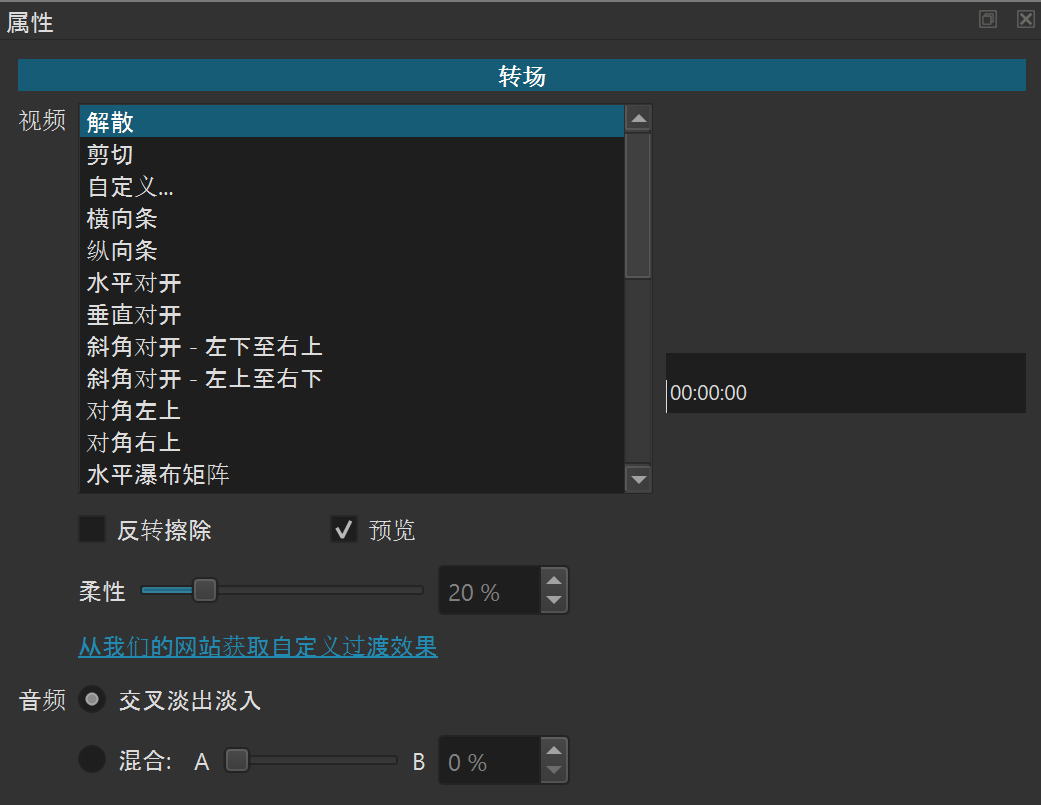 属性
转场
视频
解散
剪切
自定义...
横向条
纵向条
水平对开
垂直对开
斜角对开 - 左下至右上
斜角对开 - 左上至右下
对角左上
对角右上
水平瀑布矩阵
00:00:00
反转擦除
预览
柔性 20 %
从我们的网站获取自定义过渡效果
音频 交叉淡出淡入
混合: A B 0 %